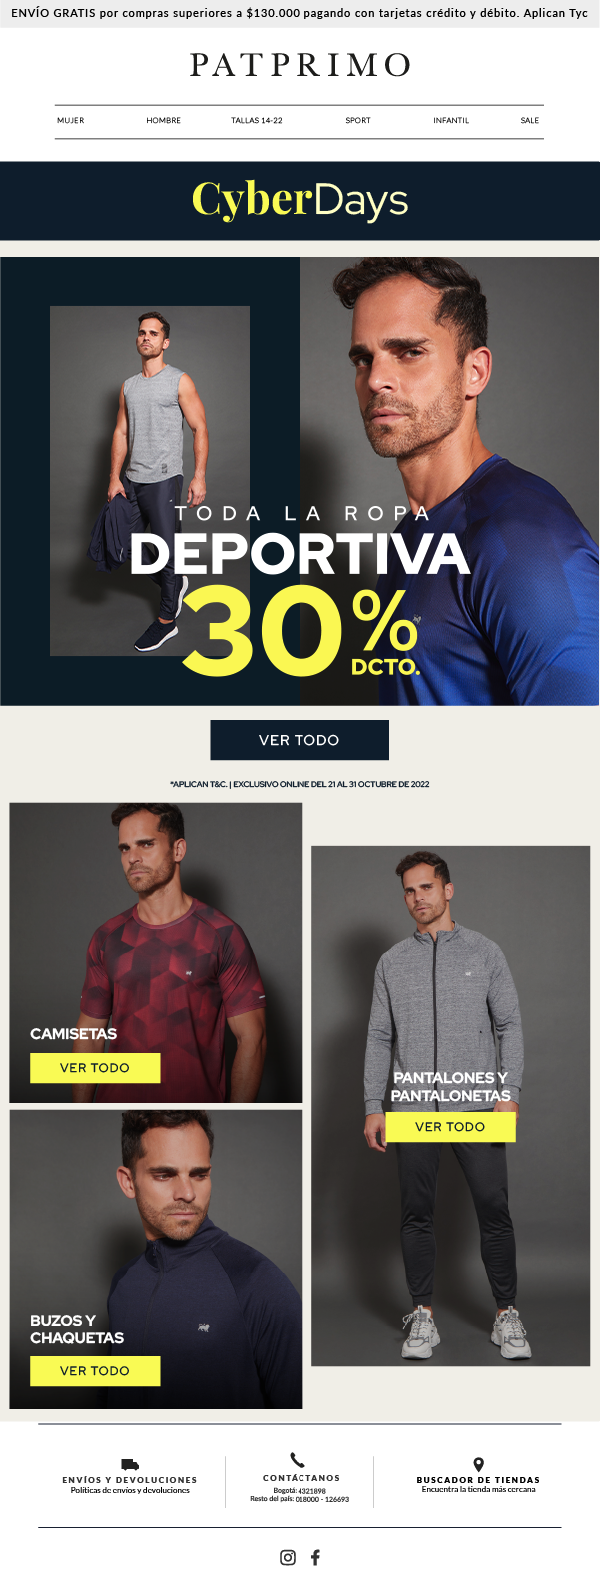 ENVÍO GRATIS por compras superiores a $130.000 pagando con tarjetas crédito y débito. Aplican Tyc
PATPRIMO
MUJER HOMBRE TALLAS 14-22 SPORT INFANTIL SALE
CyberDays
TODA LA ROPA
DEPORTIVA
30%
DCTO.
VER TODO
*APLICAN T&C. | EXCLUSIVO ONLINE DEL 21 AL 31 OCTUBRE DE 2022
CAMISETAS
VER TODO
PANTALONES Y
PANTALONETAS
VER TODO
BUZOS Y
CHAQUETAS
VER TODO
ENVÍOS Y DEVOLUCIONES
Políticas de envíos y devoluciones
CONTÁCTANOS
Bogotá: 4321898
Resto del país: 018000 - 126693
BUSCADOR DE TIENDAS
Encuentra la tienda más cercana